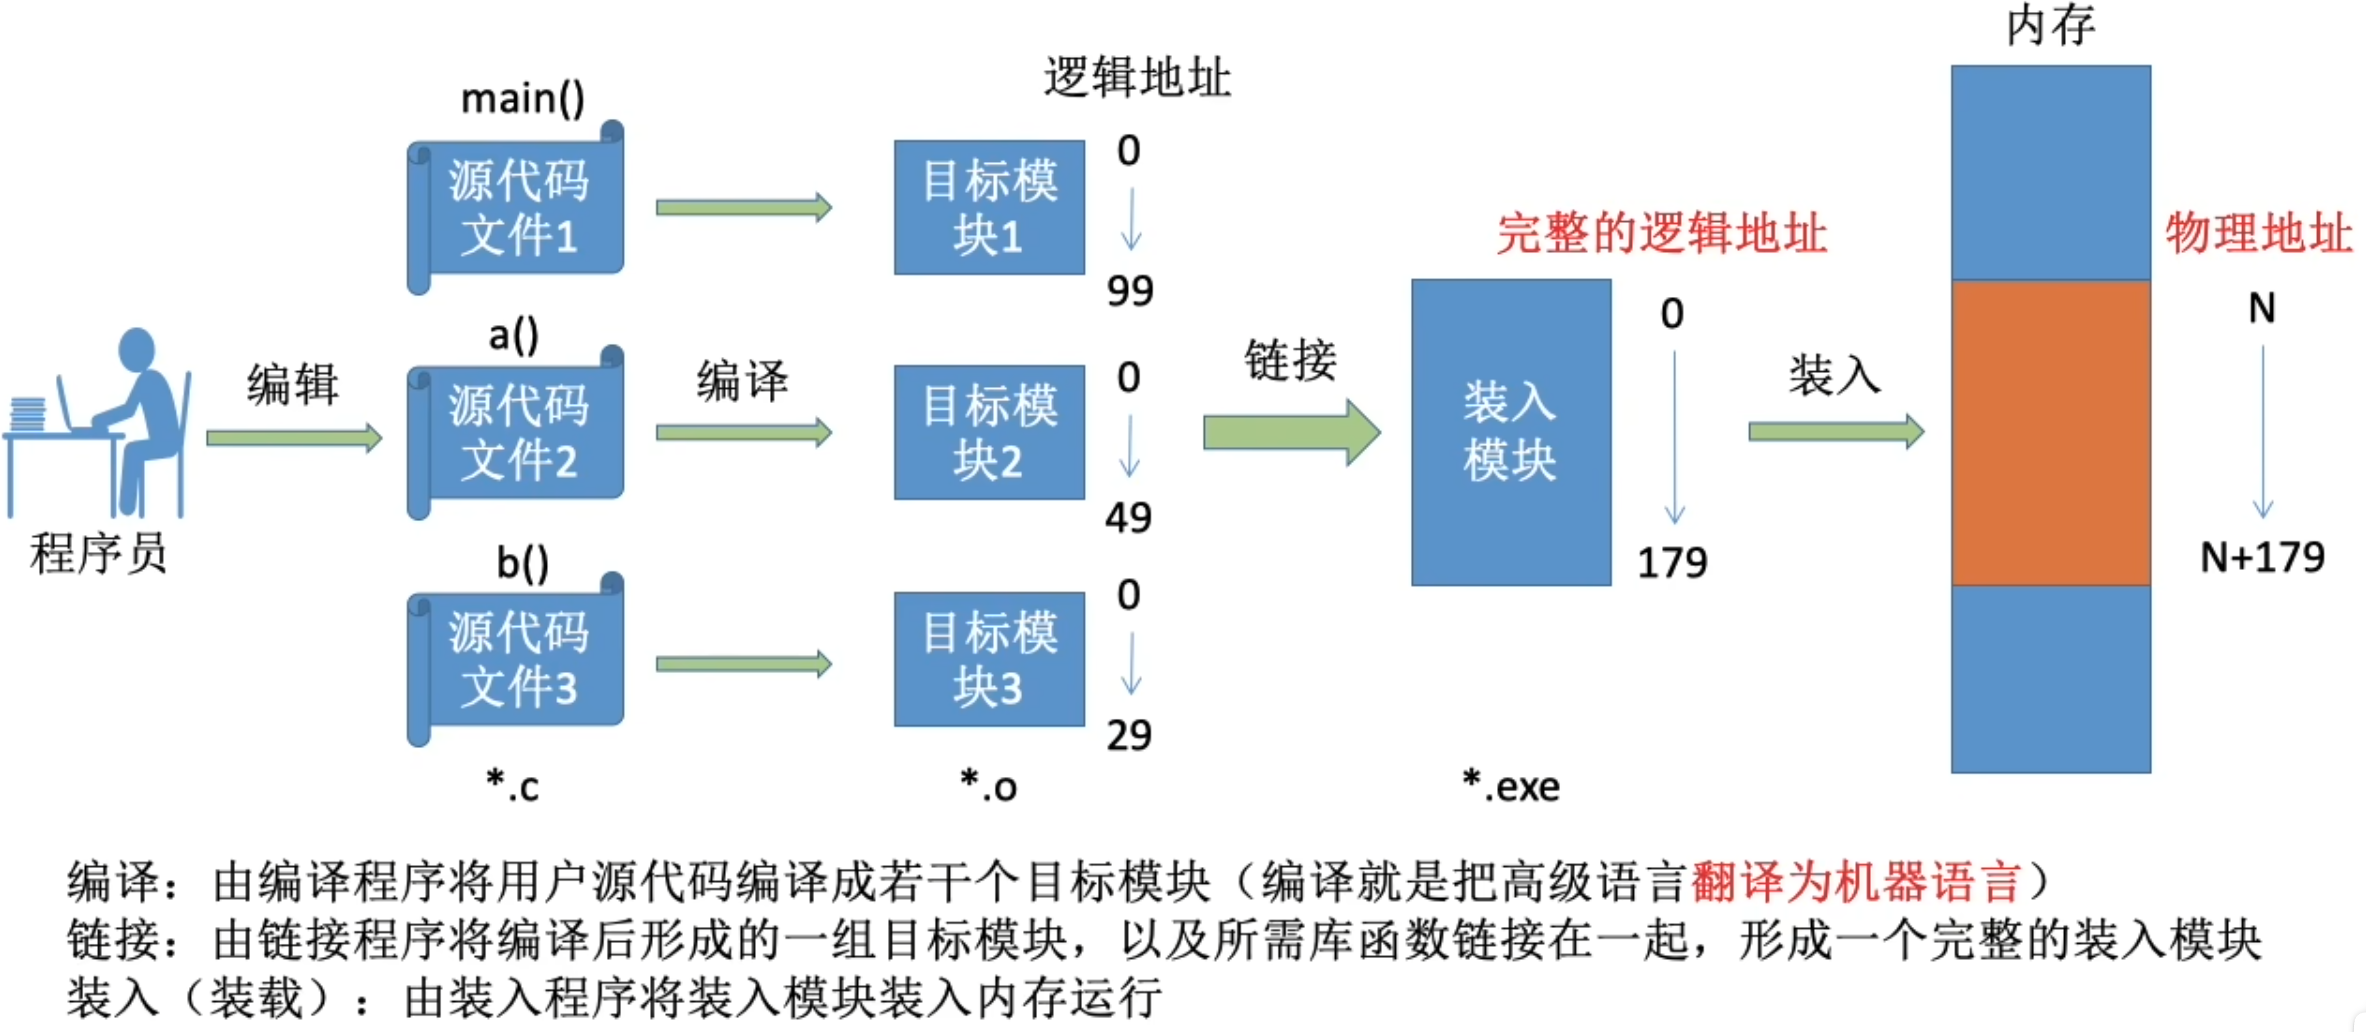 内存
逻辑地址
main()
源代码
文件1
目标模
块1
0
99
完整的逻辑地址
物理地址
程序员
编辑
a()
源代码
文件2
编译
目标模
块2
0
49
链接
装入
模块
0
179
装入
N
N+179
b()
源代码
文件3
目标模
块3
0
29
*.c
*.o
*.exe
编译：由编译程序将用户源代码编译成若干个目标模块（编译就是把高级语言翻译为机器语言）
链接：由链接程序将编译后形成的一组目标模块，以及所需库函数链接在一起，形成一个完整的装入模块
装入（装载）：由装入程序将装入模块装入内存运行